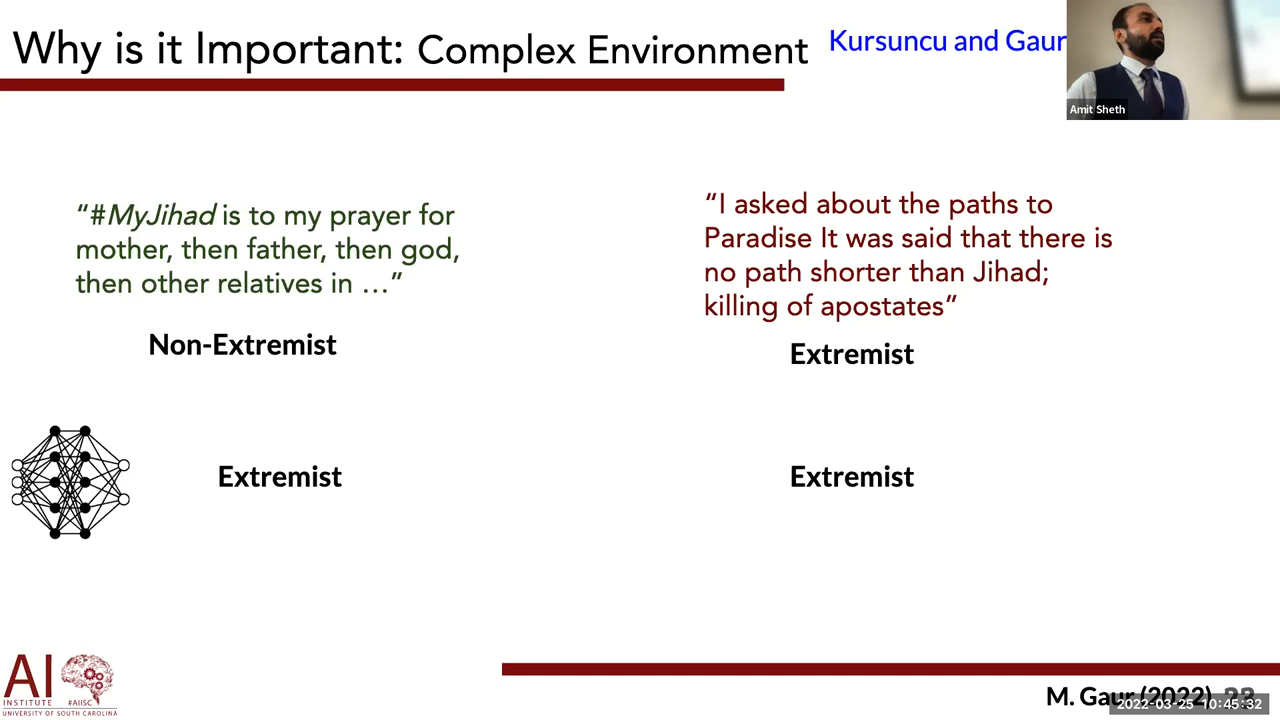 Why is it Important: Complex Environment
Kursuncu and Gaur
Amit Sheth
“#MyJihad is to my prayer for
mother, then father, then god,
then other relatives in …”
Non-Extremist
“I asked about the paths to
Paradise It was said that there is
no path shorter than Jihad;
killing of apostates”
Extremist
Extremist
Extremist
AI
INSTITUTE #AIISC
UNIVERSITY OF SOUTH CAROLINA
M. Gaur (2022)
2022-03-25 10:45:32